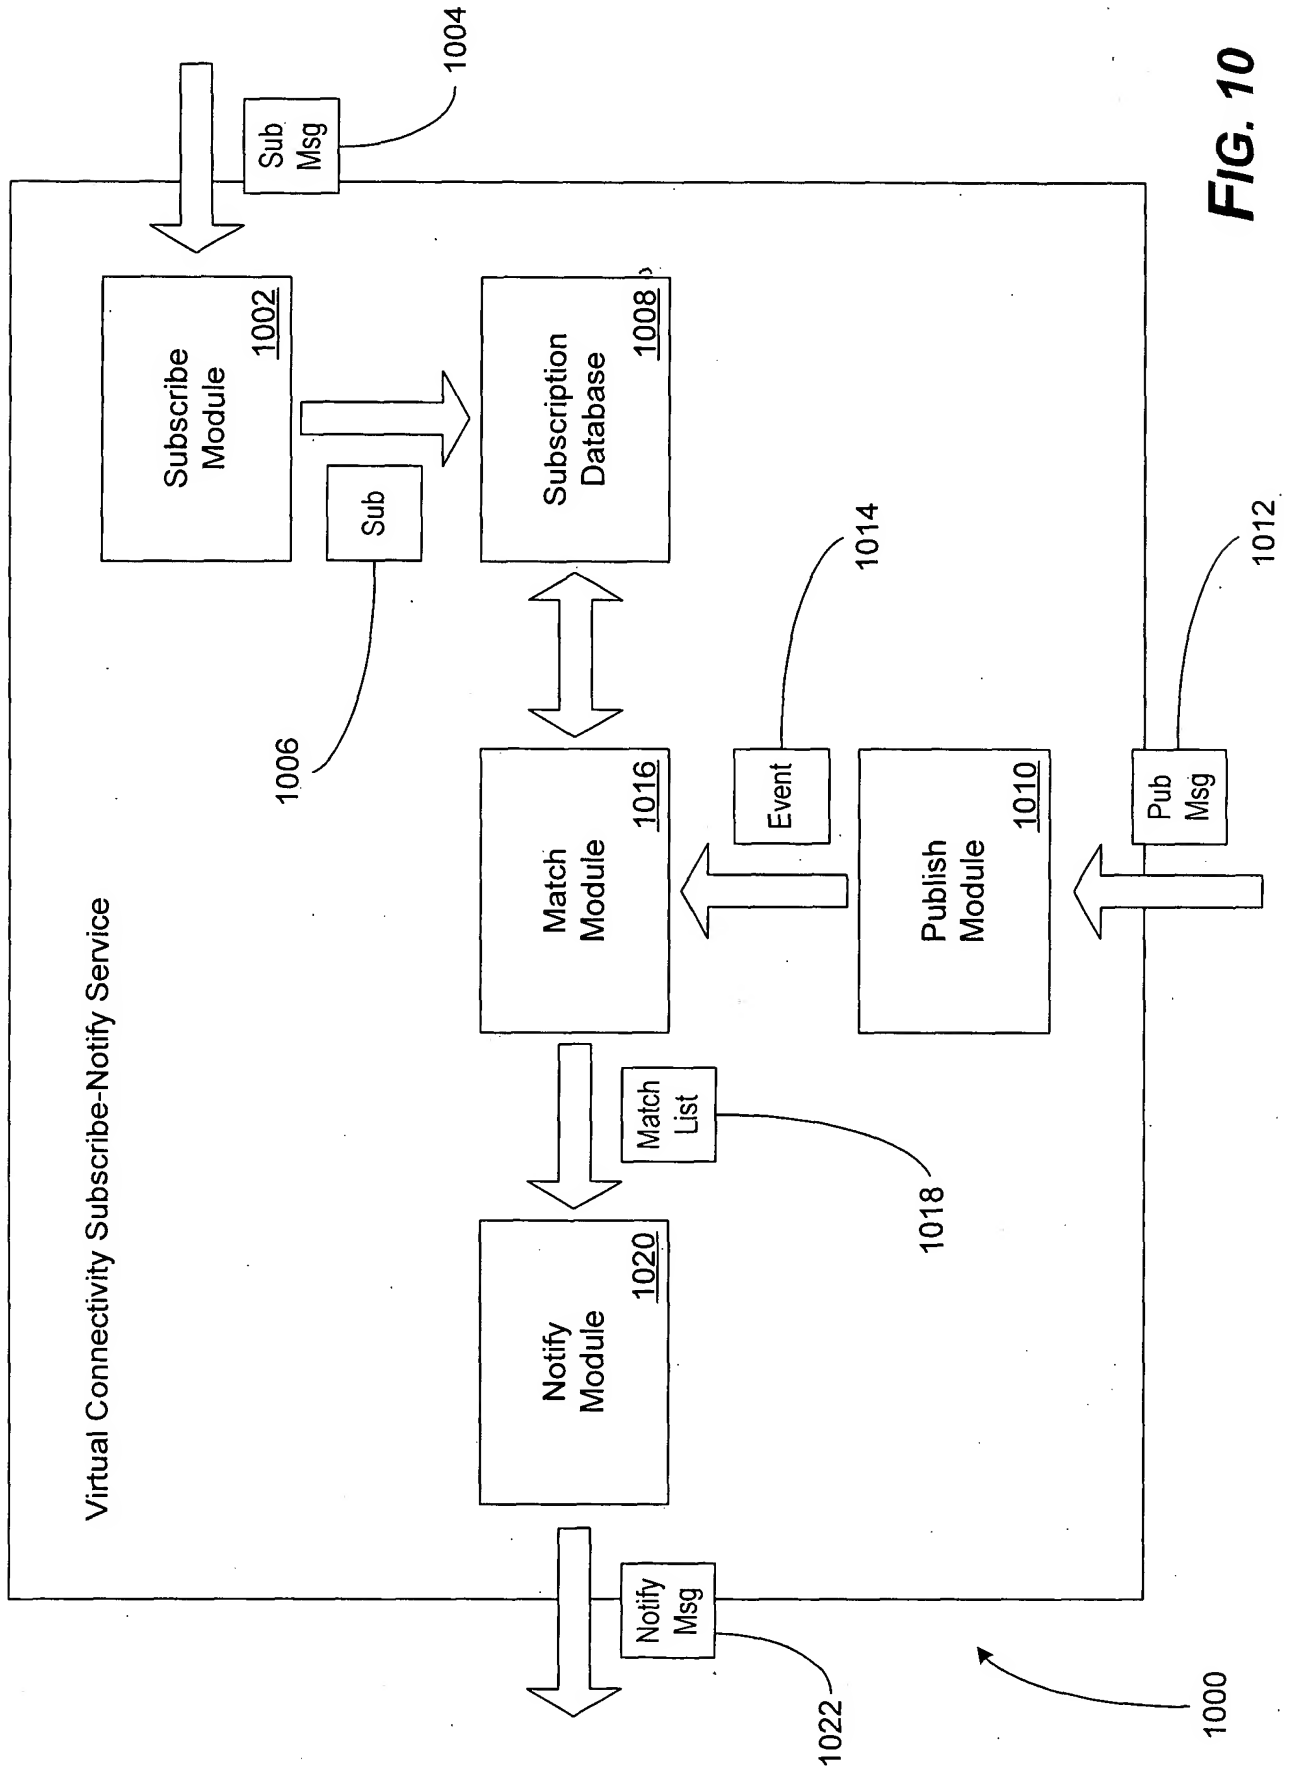 Virtual Connectivity Subscribe-Notify Service
1004
Sub
Msg
Subscribe
Module
1002
Sub
1006
Subscription
Database
1008
Match
Module
1016
Event
1014
Publish
Module
1010
Pub
Msg
1012
Match
List
1018
Notify
Module
1020
Notify
Msg
1022
1000
FIG. 10